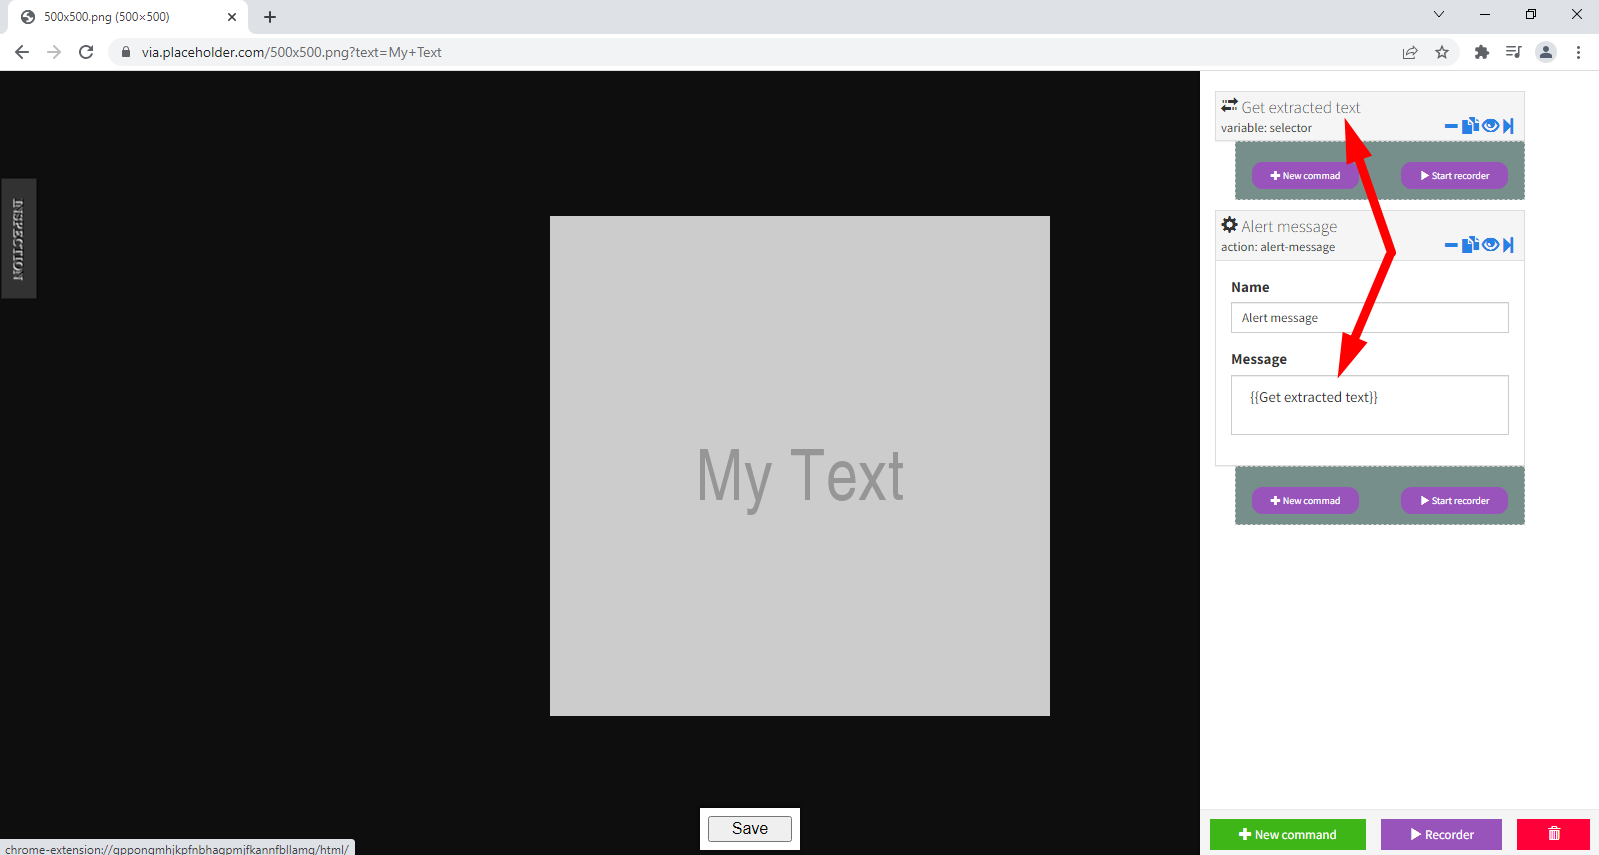 500x500.png (500×500)
via.placeholder.com/500x500.png?text=My+Text
INSPECTION
My Text
Save
chrome-extension://gppongmhjkpfnbhagpmjfkannfbllamg/html/
Get extracted text
variable: selector
New commad
Start recorder
Alert message
action: alert-message
Name
Alert message
Message
{{Get extracted text}}
New commad
Start recorder
New command
Recorder